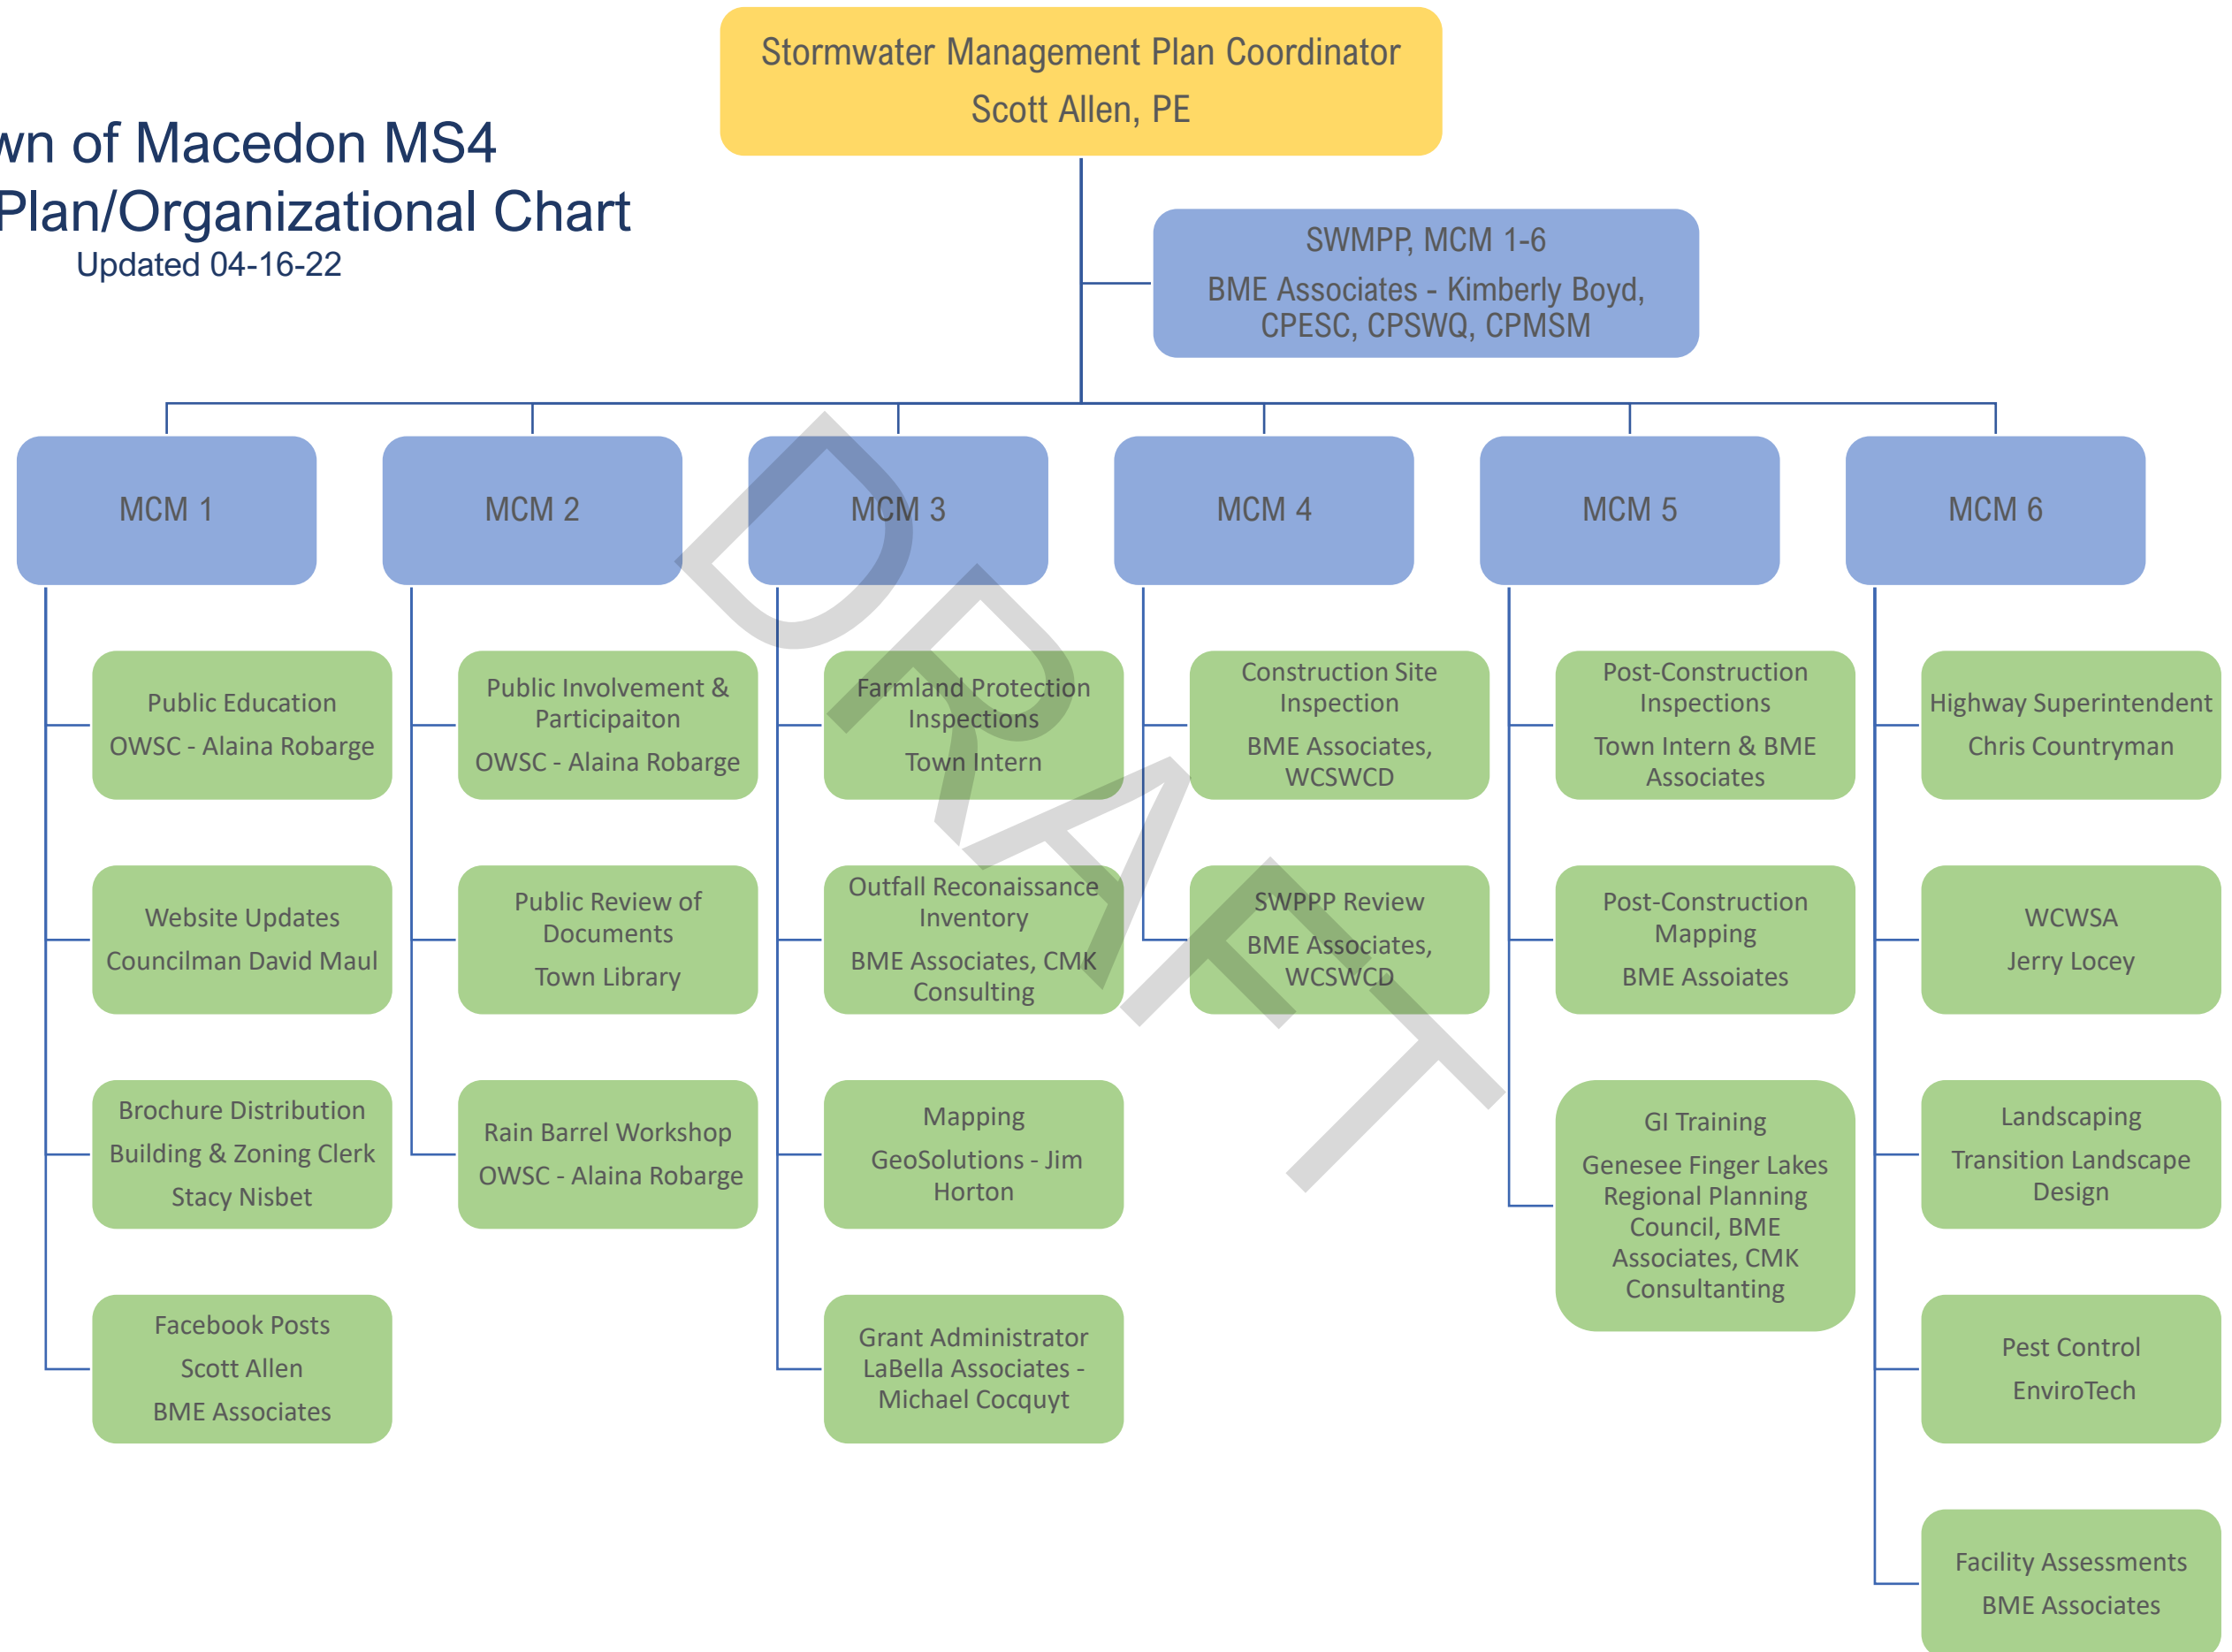 Stormwater Management Plan Coordinator
Scott Allen, PE
wn of Macedon MS4
Plan/Organizational Chart
Updated 04-16-22
SWMPP, MCM 1-6
BME Associates - Kimberly Boyd,
CPESC, CPSWQ, CPMSM
MCM 1
MCM 2
MCM 3
MCM 4
MCM 5
MCM 6
Public Education
OWSC - Alaina Robarge
Website Updates
Councilman David Maul
Brochure Distribution
Building & Zoning Clerk
Stacy Nisbet
Facebook Posts
Scott Allen
BME Associates
Public Involvement &
Participaiton
OWSC - Alaina Robarge
Public Review of
Documents
Town Library
Rain Barrel Workshop
OWSC - Alaina Robarge
Farmland Protection
Inspections
Town Intern
Outfall Reconaissance
Inventory
BME Associates, CMK
Consulting
Mapping
GeoSolutions - Jim
Horton
Grant Administrator
LaBella Associates -
Michael Cocquyt
Construction Site
Inspection
BME Associates,
WCSWCD
SWPPP Review
BME Associates,
WCSWCD
Post-Construction
Inspections
Town Intern & BME
Associates
Post-Construction
Mapping
BME Assoiates
GI Training
Genesee Finger Lakes
Regional Planning
Council, BME
Associates, CMK
Consultanting
Highway Superintendent
Chris Countryman
WCWSA
Jerry Locey
Landscaping
Transition Landscape
Design
Pest Control
EnviroTech
Facility Assessments
BME Associates
DRAFT